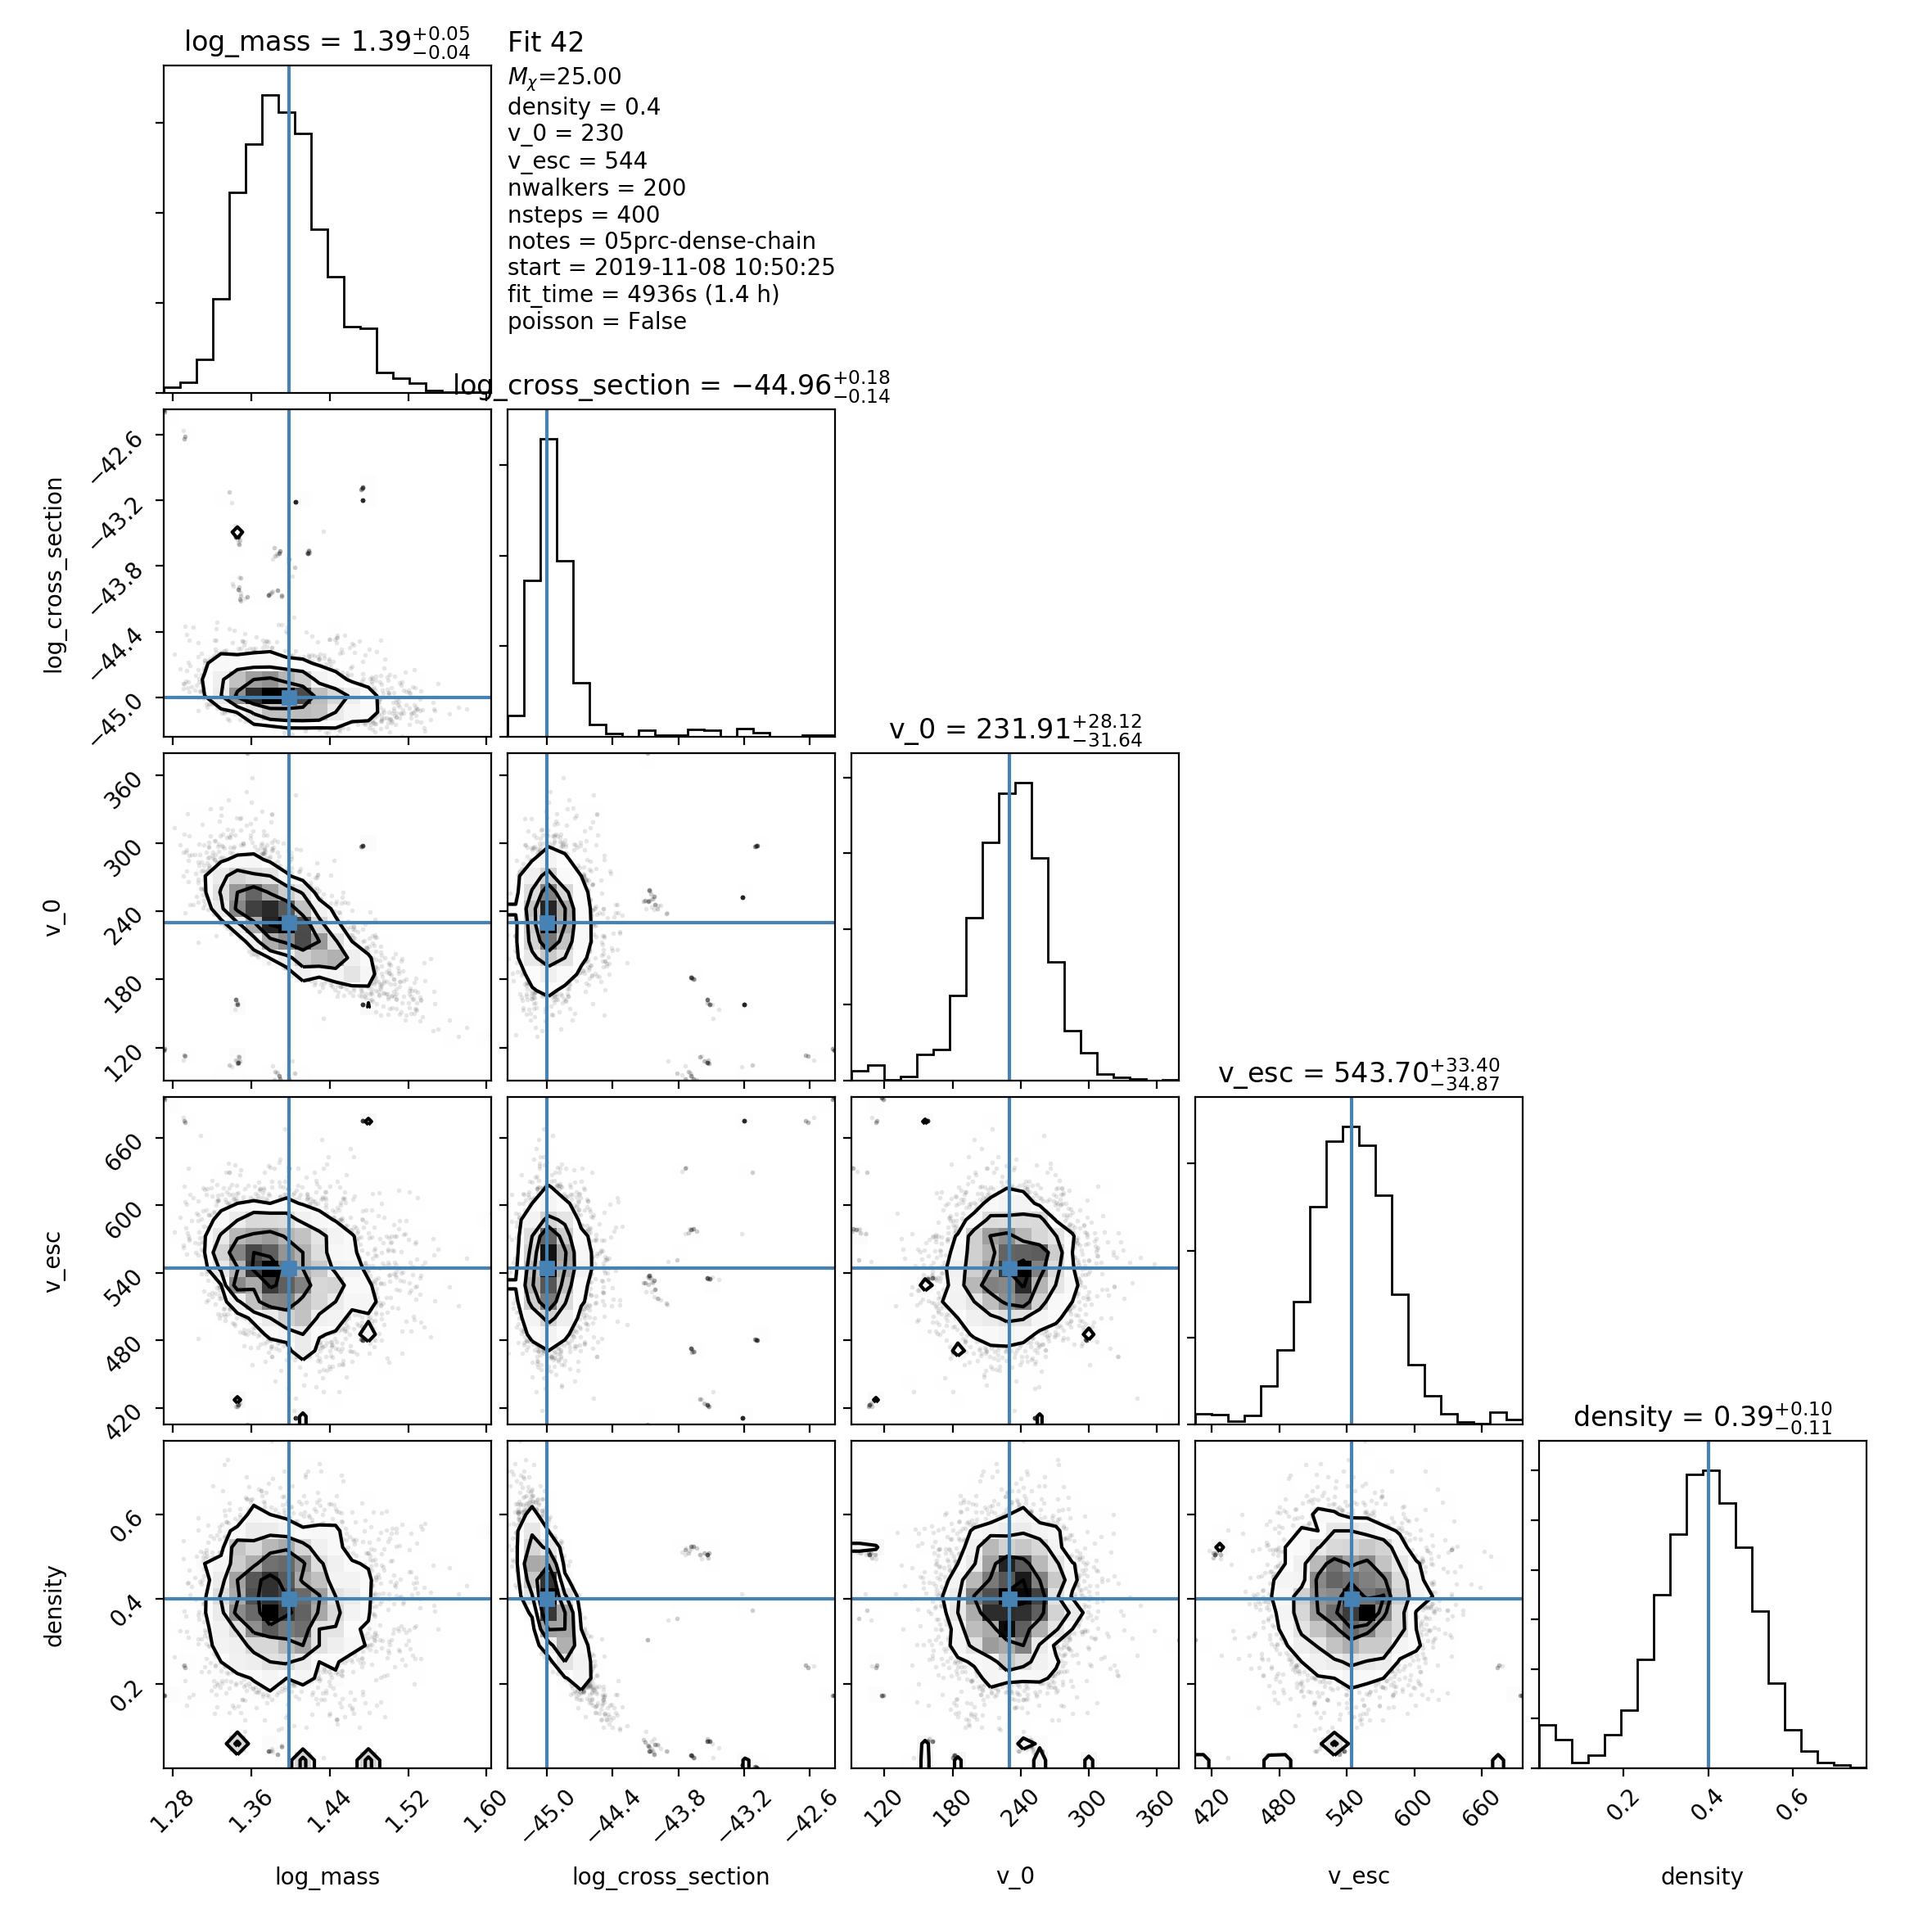 log_mass = 1.39+0.05 −0.04
Fit 42
Mχ=25.00
density = 0.4
v_0 = 230
v_esc = 544
nwalkers = 200
nsteps = 400
notes = 05prc-dense-chain
start = 2019-11-08 10:50:25
fit_time = 4936s (1.4 h)
poisson = False
log_cross_section = −44.96+0.18 −0.14
log_cross_section
−42.6
−43.2
−43.8
−44.4
−45.0
v_0 = 231.91+28.12 −31.64
v_0
360
300
240
180
120
v_esc = 543.70+33.40 −34.87
v_esc
660
600
540
480
420
density = 0.39+0.10 −0.11
density
0.6
0.4
0.2
1.28 1.36 1.44 1.52 1.60
−45.0 −44.4 −43.8 −43.2 −42.6
120 180 240 300 360
420 480 540 600 660
0.2 0.4 0.6
log_mass
log_cross_section
v_0
v_esc
density